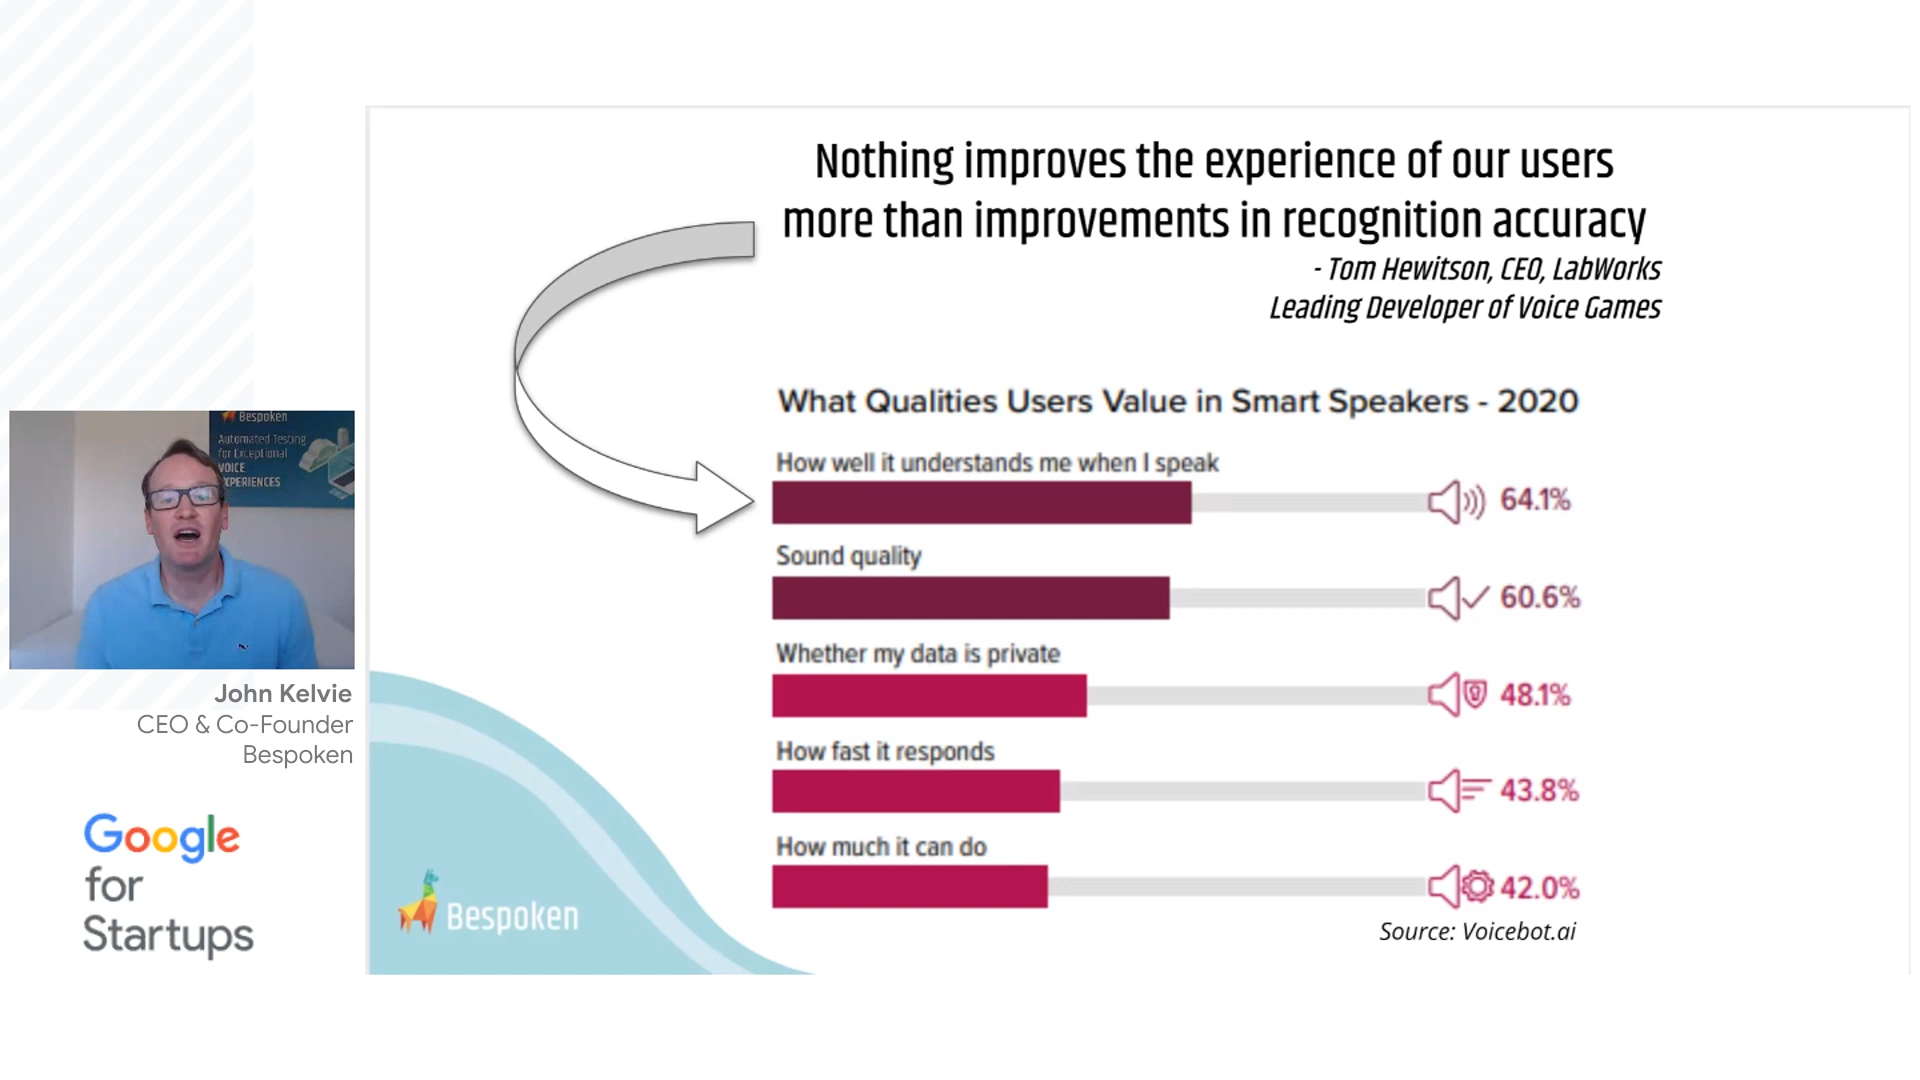 Nothing improves the experience of our users
more than improvements in recognition accuracy
- Tom Hewitson, CEO, LabWorks
Leading Developer of Voice Games
What Qualities Users Value in Smart Speakers - 2020
How well it understands me when I speak
64.1%
Sound quality
60.6%
Whether my data is private
48.1%
How fast it responds
43.8%
How much it can do
42.0%
Source: Voicebot.ai
Bespoken
Bespoken
Automated Testing
for Exceptional
VOICE
EXPERIENCES
John Kelvie
CEO & Co-Founder
Bespoken
Google
for
Startups